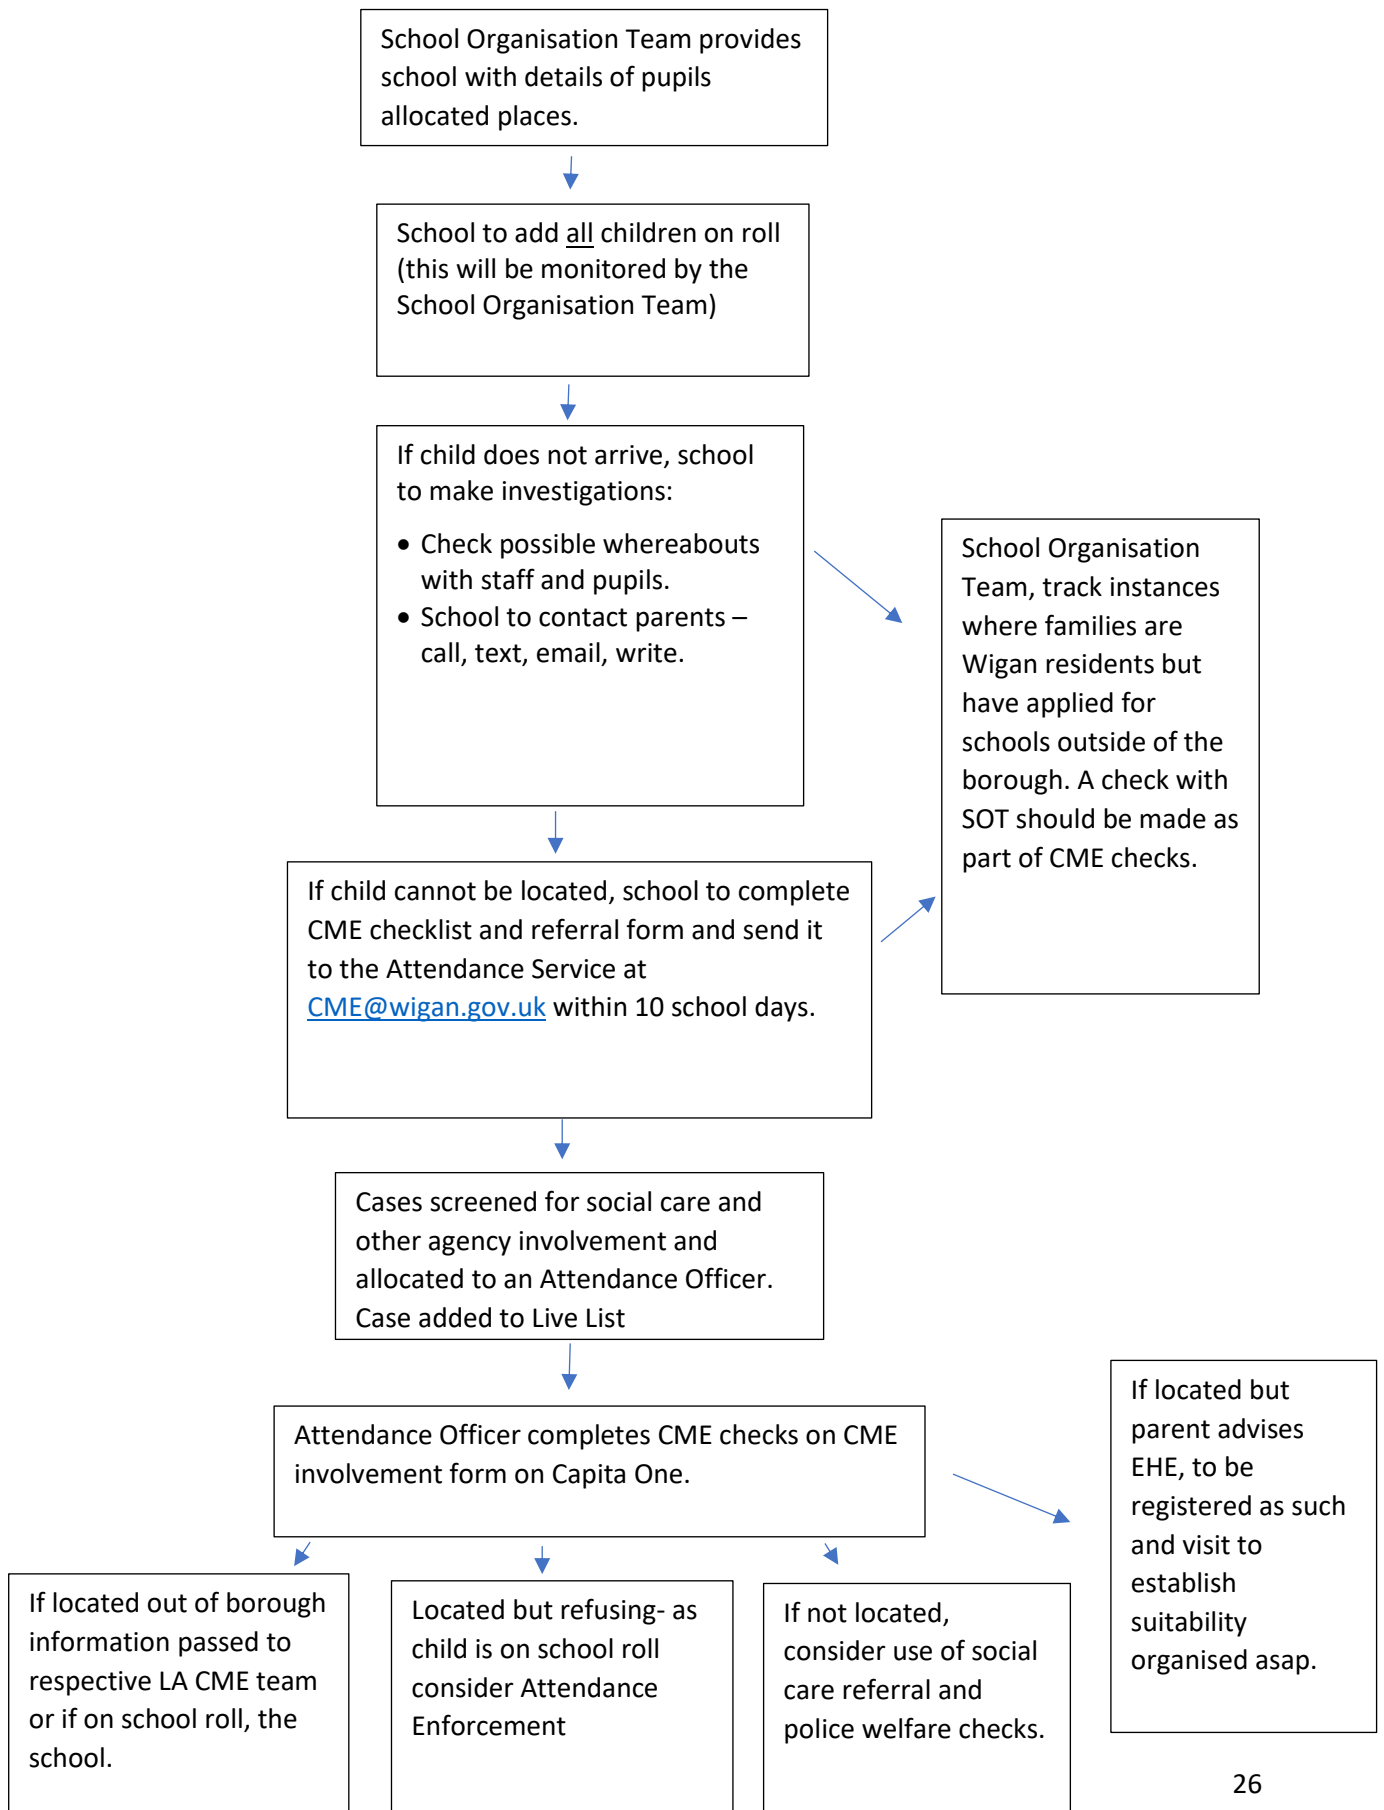 School Organisation Team provides
school with details of pupils
allocated places.
School to add all children on roll
(this will be monitored by the
School Organisation Team)
If child does not arrive, school
to make investigations:
• Check possible whereabouts
with staff and pupils.
• School to contact parents –
call, text, email, write.
School Organisation
Team, track instances
where families are
Wigan residents but
have applied for
schools outside of the
borough. A check with
SOT should be made as
part of CME checks.
If child cannot be located, school to complete
CME checklist and referral form and send it
to the Attendance Service at
CME@wigan.gov.uk within 10 school days.
Cases screened for social care and
other agency involvement and
allocated to an Attendance Officer.
Case added to Live List
Attendance Officer completes CME checks on CME
involvement form on Capita One.
If located but
parent advises
EHE, to be
registered as such
and visit to
establish
suitability
organised asap.
If located out of borough
information passed to
respective LA CME team
or if on school roll, the
school.
Located but refusing- as
child is on school roll
consider Attendance
Enforcement
If not located,
consider use of social
care referral and
police welfare checks.
26